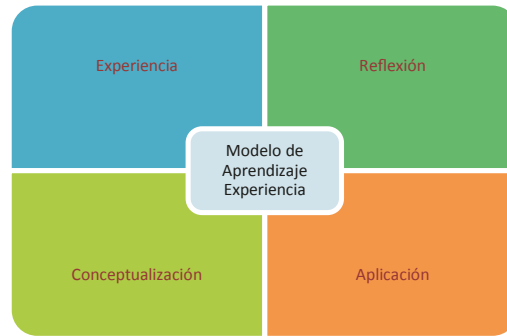 Experiencia
Reflexión
Modelo de
Aprendizaje
Experiencia
Conceptualización
Aplicación